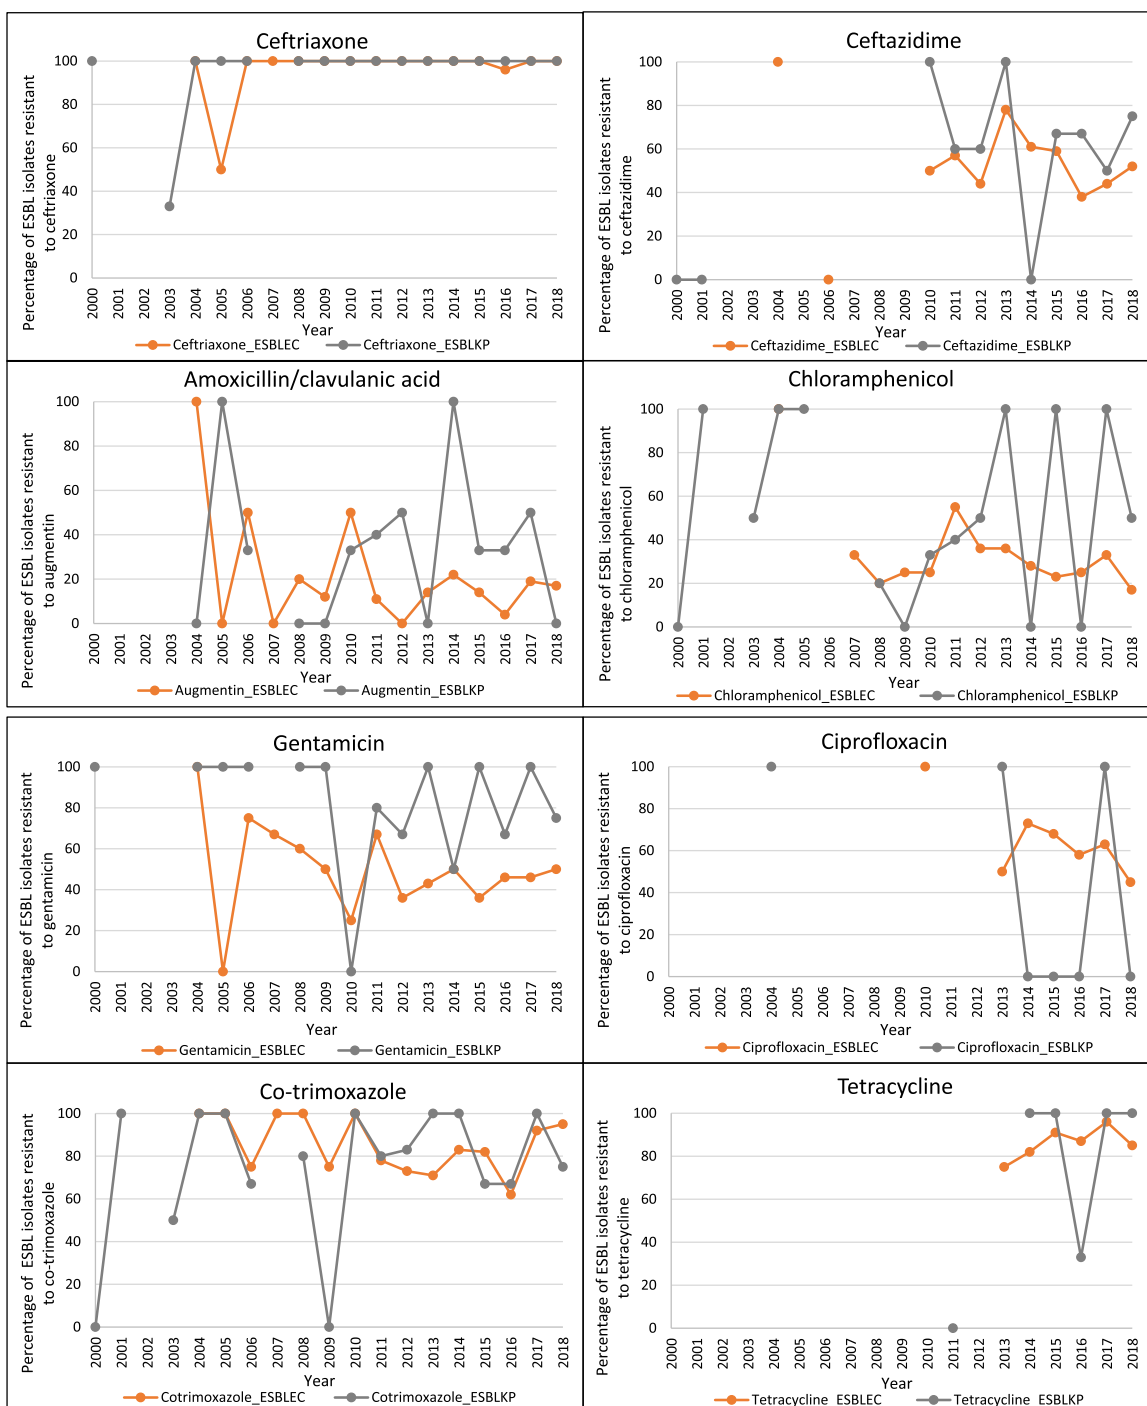 Ceftriaxone
Percentage of ESBL isolates resistant
to ceftriaxone
100
80
60
40
20
0
2000 2001 2002 2003 2004 2005 2006 2007 2008 2009 2010 2011 2012 2013 2014 2015 2016 2017 2018
Year
Ceftriaxone_ESBLEC Ceftriaxone_ESBLKP
Ceftazidime
Percentage of ESBL isolates resistant
to ceftazidime
100
80
60
40
20
0
2000 2001 2002 2003 2004 2005 2006 2007 2008 2009 2010 2011 2012 2013 2014 2015 2016 2017 2018
Year
Ceftazidime_ESBLEC Ceftazidime_ESBLKP
Amoxicillin/clavulanic acid
Percentage of ESBL isolates resistant
to augmentin
100
80
60
40
20
0
2000 2001 2002 2003 2004 2005 2006 2007 2008 2009 2010 2011 2012 2013 2014 2015 2016 2017 2018
Year
Augmentin_ESBLEC Augmentin_ESBLKP
Chloramphenicol
Percentage of ESBL isolates resistant
to chloramphenicol
100
80
60
40
20
0
2000 2001 2002 2003 2004 2005 2006 2007 2008 2009 2010 2011 2012 2013 2014 2015 2016 2017 2018
Year
Chloramphenicol_ESBLEC Chloramphenicol_ESBLKP
Gentamicin
Percentage of ESBL isolates resistant
to gentamicin
100
80
60
40
20
0
2000 2001 2002 2003 2004 2005 2006 2007 2008 2009 2010 2011 2012 2013 2014 2015 2016 2017 2018
Year
Gentamicin_ESBLEC Gentamicin_ESBLKP
Ciprofloxacin
Percentage of ESBL isolates resistant
to ciprofloxacin
100
80
60
40
20
0
2000 2001 2002 2003 2004 2005 2006 2007 2008 2009 2010 2011 2012 2013 2014 2015 2016 2017 2018
Year
Ciprofloxacin_ESBLEC Ciprofloxacin_ESBLKP
Co-trimoxazole
Percentage of ESBL isolates resistant
to co-trimoxazole
100
80
60
40
20
0
2000 2001 2002 2003 2004 2005 2006 2007 2008 2009 2010 2011 2012 2013 2014 2015 2016 2017 2018
Year
Cotrimoxazole_ESBLEC Cotrimoxazole_ESBLKP
Tetracycline
Percentage of ESBL isolates resistant
to tetracycline
100
80
60
40
20
0
2000 2001 2002 2003 2004 2005 2006 2007 2008 2009 2010 2011 2012 2013 2014 2015 2016 2017 2018
Year
Tetracycline_ESBLEC Tetracycline_ESBLKP